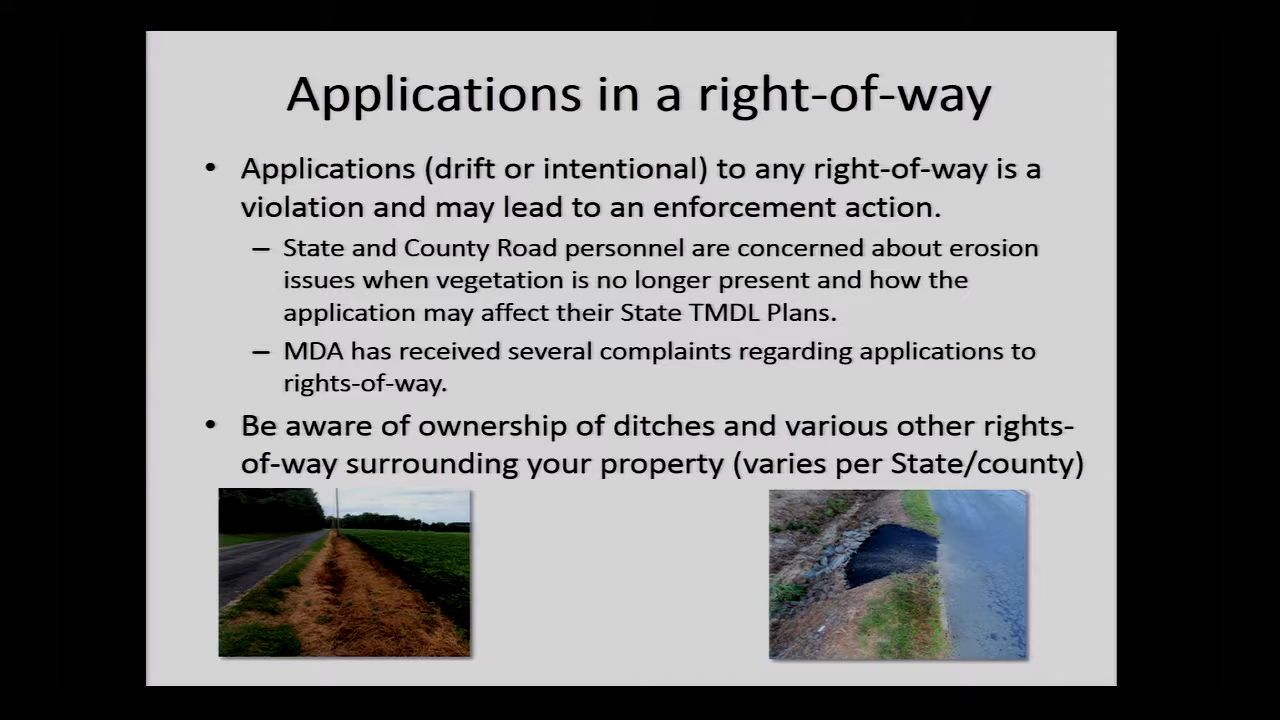 Applications in a right-of-way
• Applications (drift or intentional) to any right-of-way is a
violation and may lead to an enforcement action.
– State and County Road personnel are concerned about erosion
issues when vegetation is no longer present and how the
application may affect their State TMDL Plans.
– MDA has received several complaints regarding applications to
rights-of-way.
• Be aware of ownership of ditches and various other rights-
of-way surrounding your property (varies per State/county)